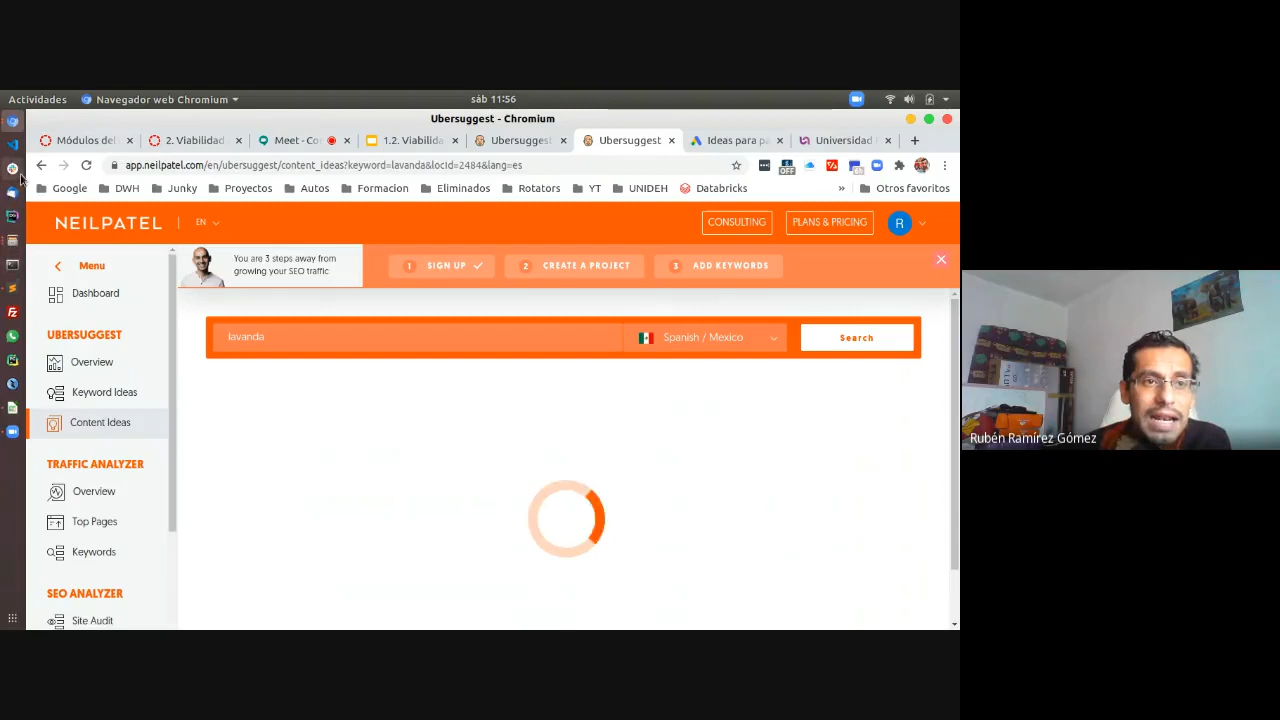 Actividades
Navegador web Chromium
sáb 11:56
Ubersuggest - Chromium
Módulos del
2. Viabilidad
Meet - Co
1.2. Viabilida
Ubersuggest
Ubersuggest
Ideas para pa
Universidad
app.neilpatel.com/en/ubersuggest/content_ideas?keyword=lavanda&locId=2484&lang=es
OFF
Google
DWH
Junky
Proyectos
Autos
Formacion
Eliminados
Rotators
YT
UNIDEH
Databricks
»
Otros favoritos
NEILPATEL
EN
CONSULTING
PLANS & PRICING
R
Menu
You are 3 steps away from
growing your SEO traffic
1 SIGN UP
2 CREATE A PROJECT
3 ADD KEYWORDS
Dashboard
UBERSUGGEST
lavanda
Spanish / Mexico
Search
Overview
Keyword Ideas
Content Ideas
TRAFFIC ANALYZER
Overview
Top Pages
Keywords
SEO ANALYZER
Site Audit
Rubén Ramírez Gómez